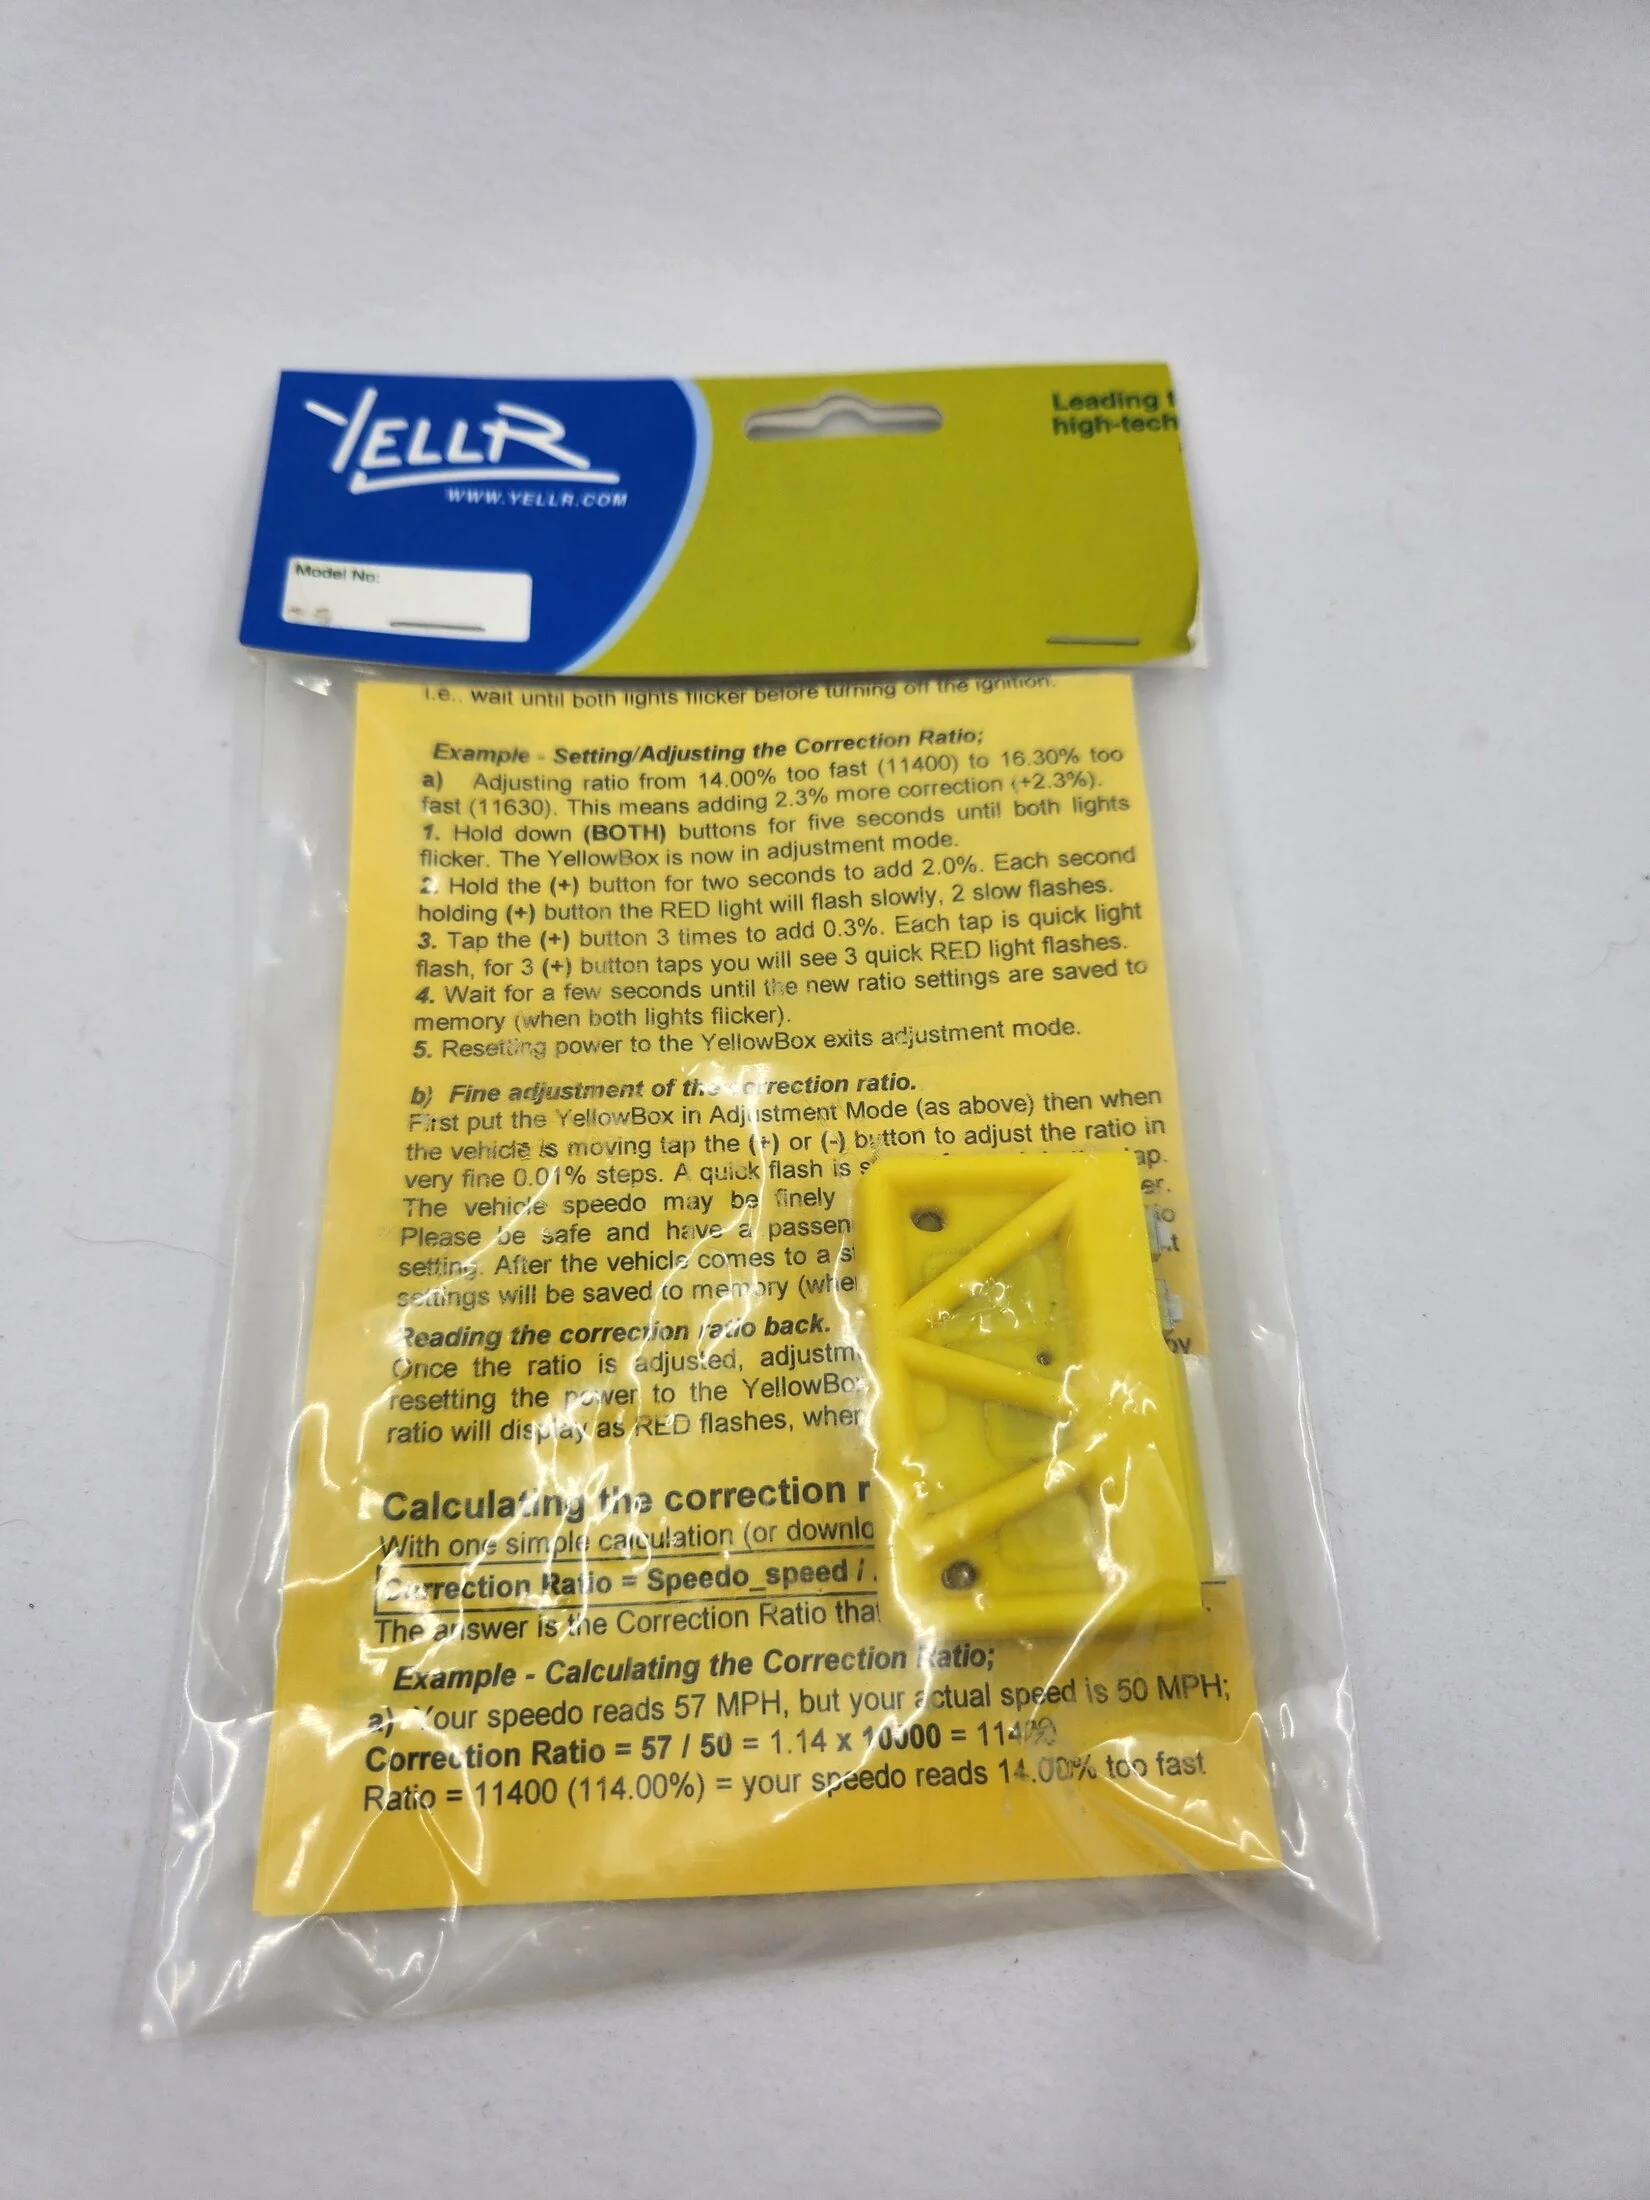 YELLR
WWW.YELLR.COM
Leading
high-tech
Model No:
i.e.. wait until both lights flicker before turning off the ignition.
Example - Setting/Adjusting the Correction Ratio;
a) Adjusting ratio from 14.00% too fast (11400) to 16.30% too
fast (11630). This means adding 2.3% more correction (+2.3%).
1. Hold down (BOTH) buttons for five seconds until both lights
flicker. The YellowBox is now in adjustment mode.
2. Hold the (+) button for two seconds to add 2.0%. Each second
holding (+) button the RED light will flash slowly, 2 slow flashes.
3. Tap the (+) button 3 times to add 0.3%. Each tap is quick light
flash, for 3 (+) button taps you will see 3 quick RED light flashes.
4. Wait for a few seconds until the new ratio settings are saved to
memory (when both lights flicker).
5. Resetting power to the YellowBox exits adjustment mode.
b) Fine adjustment of the correction ratio.
First put the YellowBox in Adjustment Mode (as above) then when
the vehicle is moving tap the (+) or (-) button to adjust the ratio in
very fine 0.01% steps. A quick flash is
The vehicle speedo may be finely
Please be safe and have a passen
setting. After the vehicle comes to a
settings will be saved to memory (whe
Reading the correction ratio back.
Once the ratio is adjusted, adjustm
resetting the power to the YellowBo
ratio will display as RED flashes, when
Calculating the correction r
With one simple calculation (or downlo
Correction Ratio = Speedo_speed /
The answer is the Correction Ratio that
Example - Calculating the Correction Ratio;
a) Your speedo reads 57 MPH, but your actual speed is 50 MPH;
Correction Ratio = 57 / 50 = 1.14 x 10000 = 11400
Ratio = 11400 (114.00%) = your speedo reads 14.00% too fast